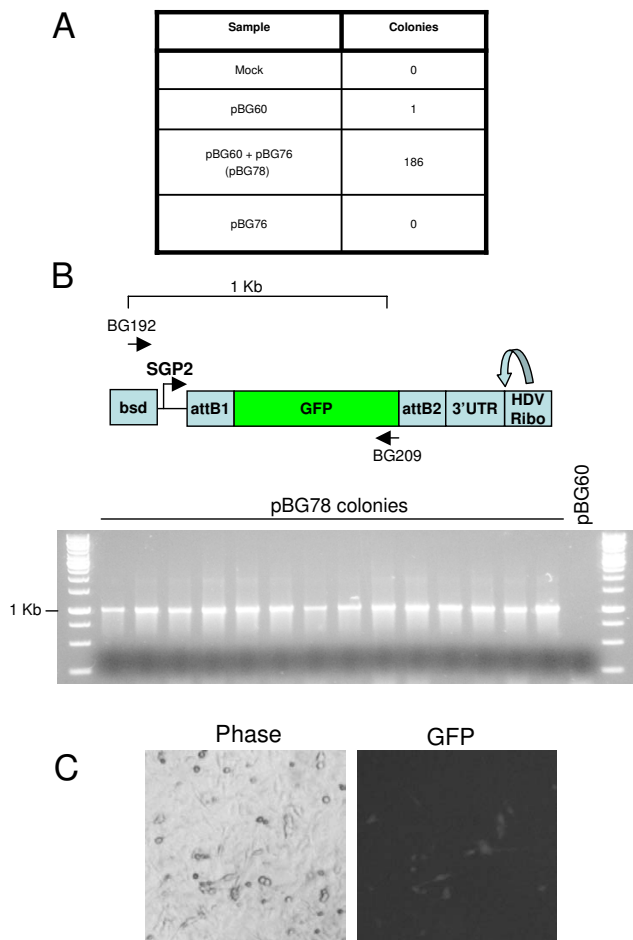 A
Sample Colonies
Mock 0
pBG60 1
pBG60 + pBG76
(pBG78)
186
pBG76 0
B
1 Kb
BG192
SGP2
bsd attB1 GFP attB2 3'UTR HDV
Ribo
BG209
pBG78 colonies
pBG60
1 Kb
C
Phase GFP